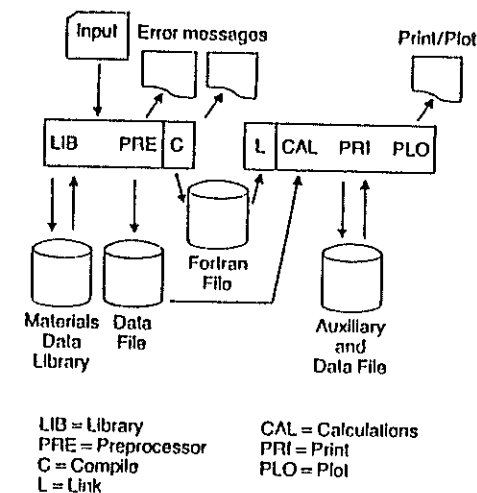 Input
Error messages
Print/Plot
LIB PRE C
L CAL PRI PLO
Fortran
File
Materials
Data
Library
Data
File
Auxiliary
and
Data File
LIB = Library
PRE = Preprocessor
C = Compile
L = Link
CAL = Calculations
PRI = Print
PLO = Plot